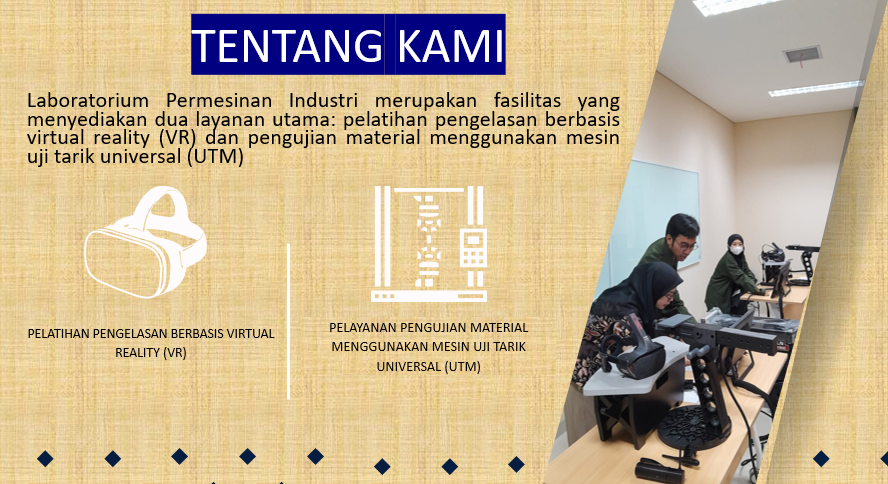 TENTANG KAMI
Laboratorium Permesinan Industri merupakan fasilitas yang
menyediakan dua layanan utama: pelatihan pengelasan berbasis
virtual reality (VR) dan pengujian material menggunakan mesin
uji tarik universal (UTM)
PELATIHAN PENGELASAN BERBASIS VIRTUAL
REALITY (VR)
PELAYANAN PENGUJIAN MATERIAL
MENGGUNAKAN MESIN UJI TARIK
UNIVERSAL (UTM)